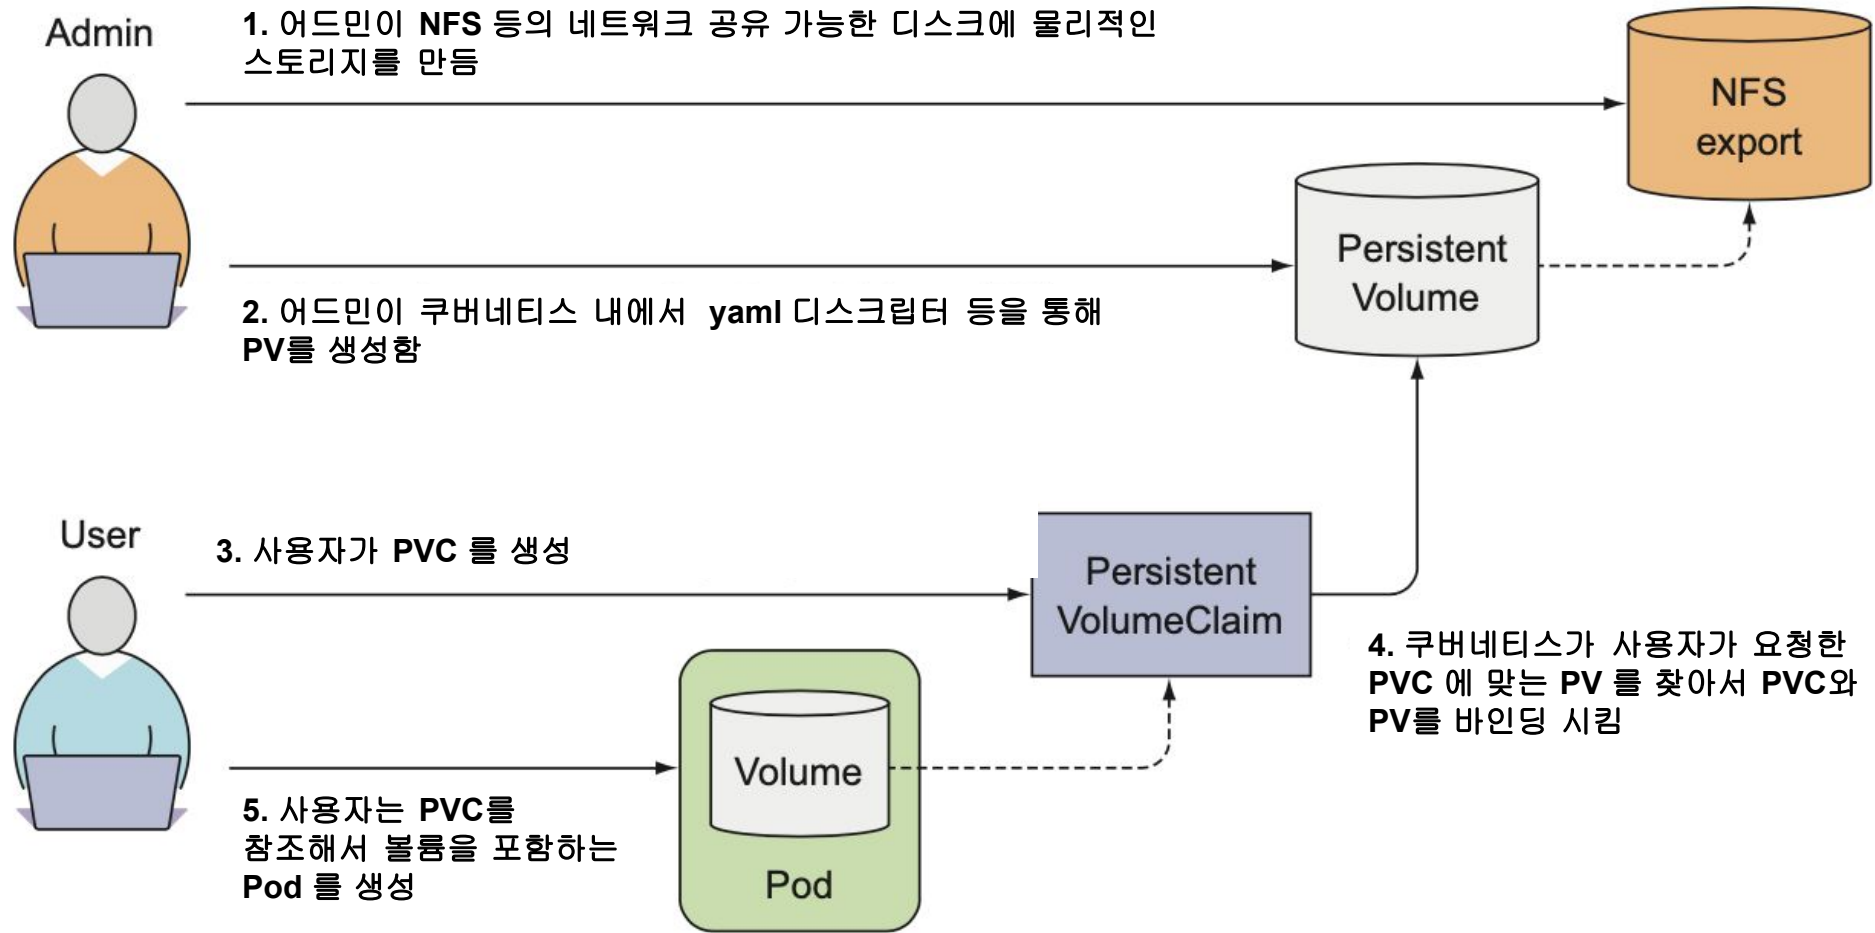 Admin
1. 어드민이 NFS 등의 네트워크 공유 가능한 디스크에 물리적인
스토리지를 만듬
NFS
export
Persistent
Volume
2. 어드민이 쿠버네티스 내에서 yaml 디스크립터 등을 통해
PV를 생성함
User
3. 사용자가 PVC 를 생성
Persistent
VolumeClaim
4. 쿠버네티스가 사용자가 요청한
PVC 에 맞는 PV 를 찾아서 PVC와
PV를 바인딩 시킴
Volume
Pod
5. 사용자는 PVC를
참조해서 볼륨을 포함하는
Pod 를 생성